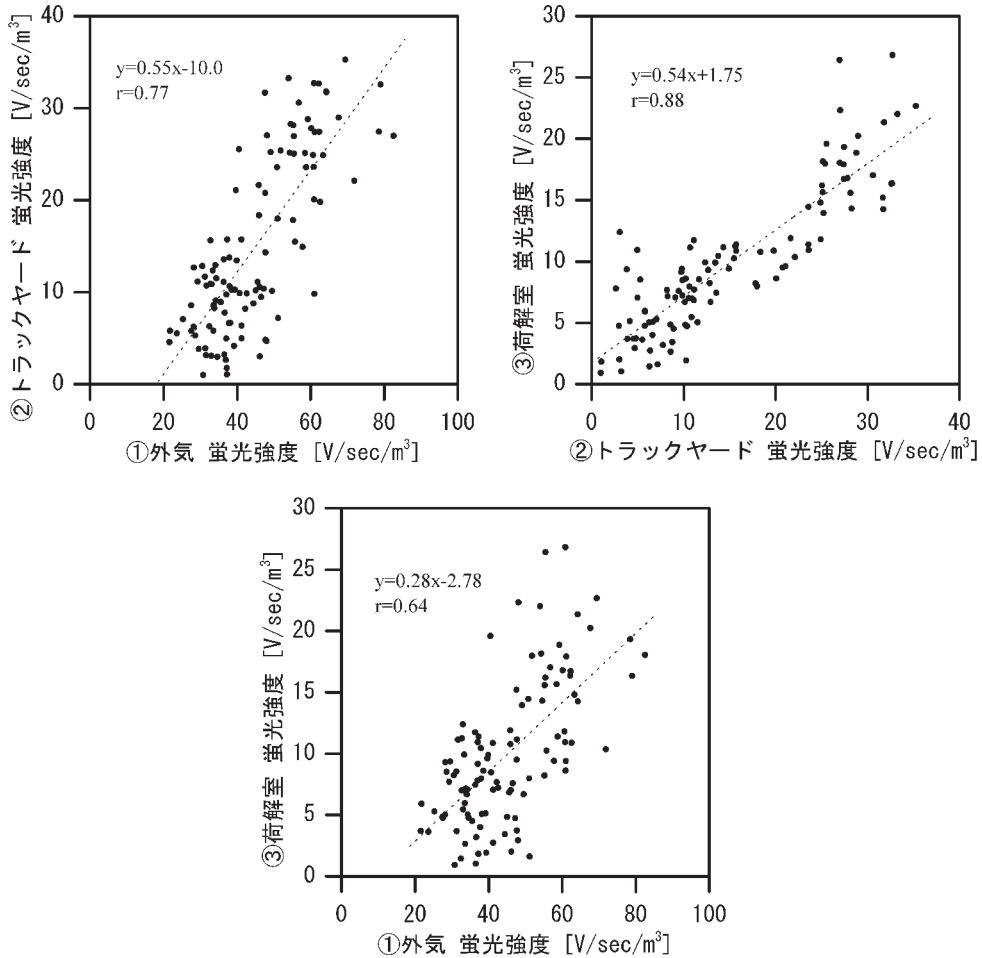 40
30
20
10
0
②トラックヤード 蛍光強度 [V/sec/m³]
y=0.55x-10.0
r=0.77
0 20 40 60 80 100
①外気 蛍光強度 [V/sec/m³]
30
25
20
15
10
5
0
③荷解室 蛍光強度 [V/sec/m³]
y=0.54x+1.75
r=0.88
0 10 20 30 40
②トラックヤード 蛍光強度 [V/sec/m³]
30
25
20
15
10
5
0
③荷解室 蛍光強度 [V/sec/m³]
y=0.28x-2.78
r=0.64
0 20 40 60 80 100
①外気 蛍光強度 [V/sec/m³]